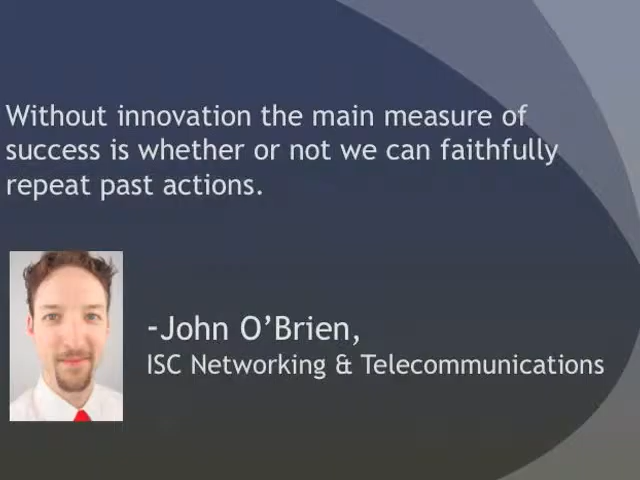 Without innovation the main measure of
success is whether or not we can faithfully
repeat past actions.
-John O’Brien,
ISC Networking & Telecommunications